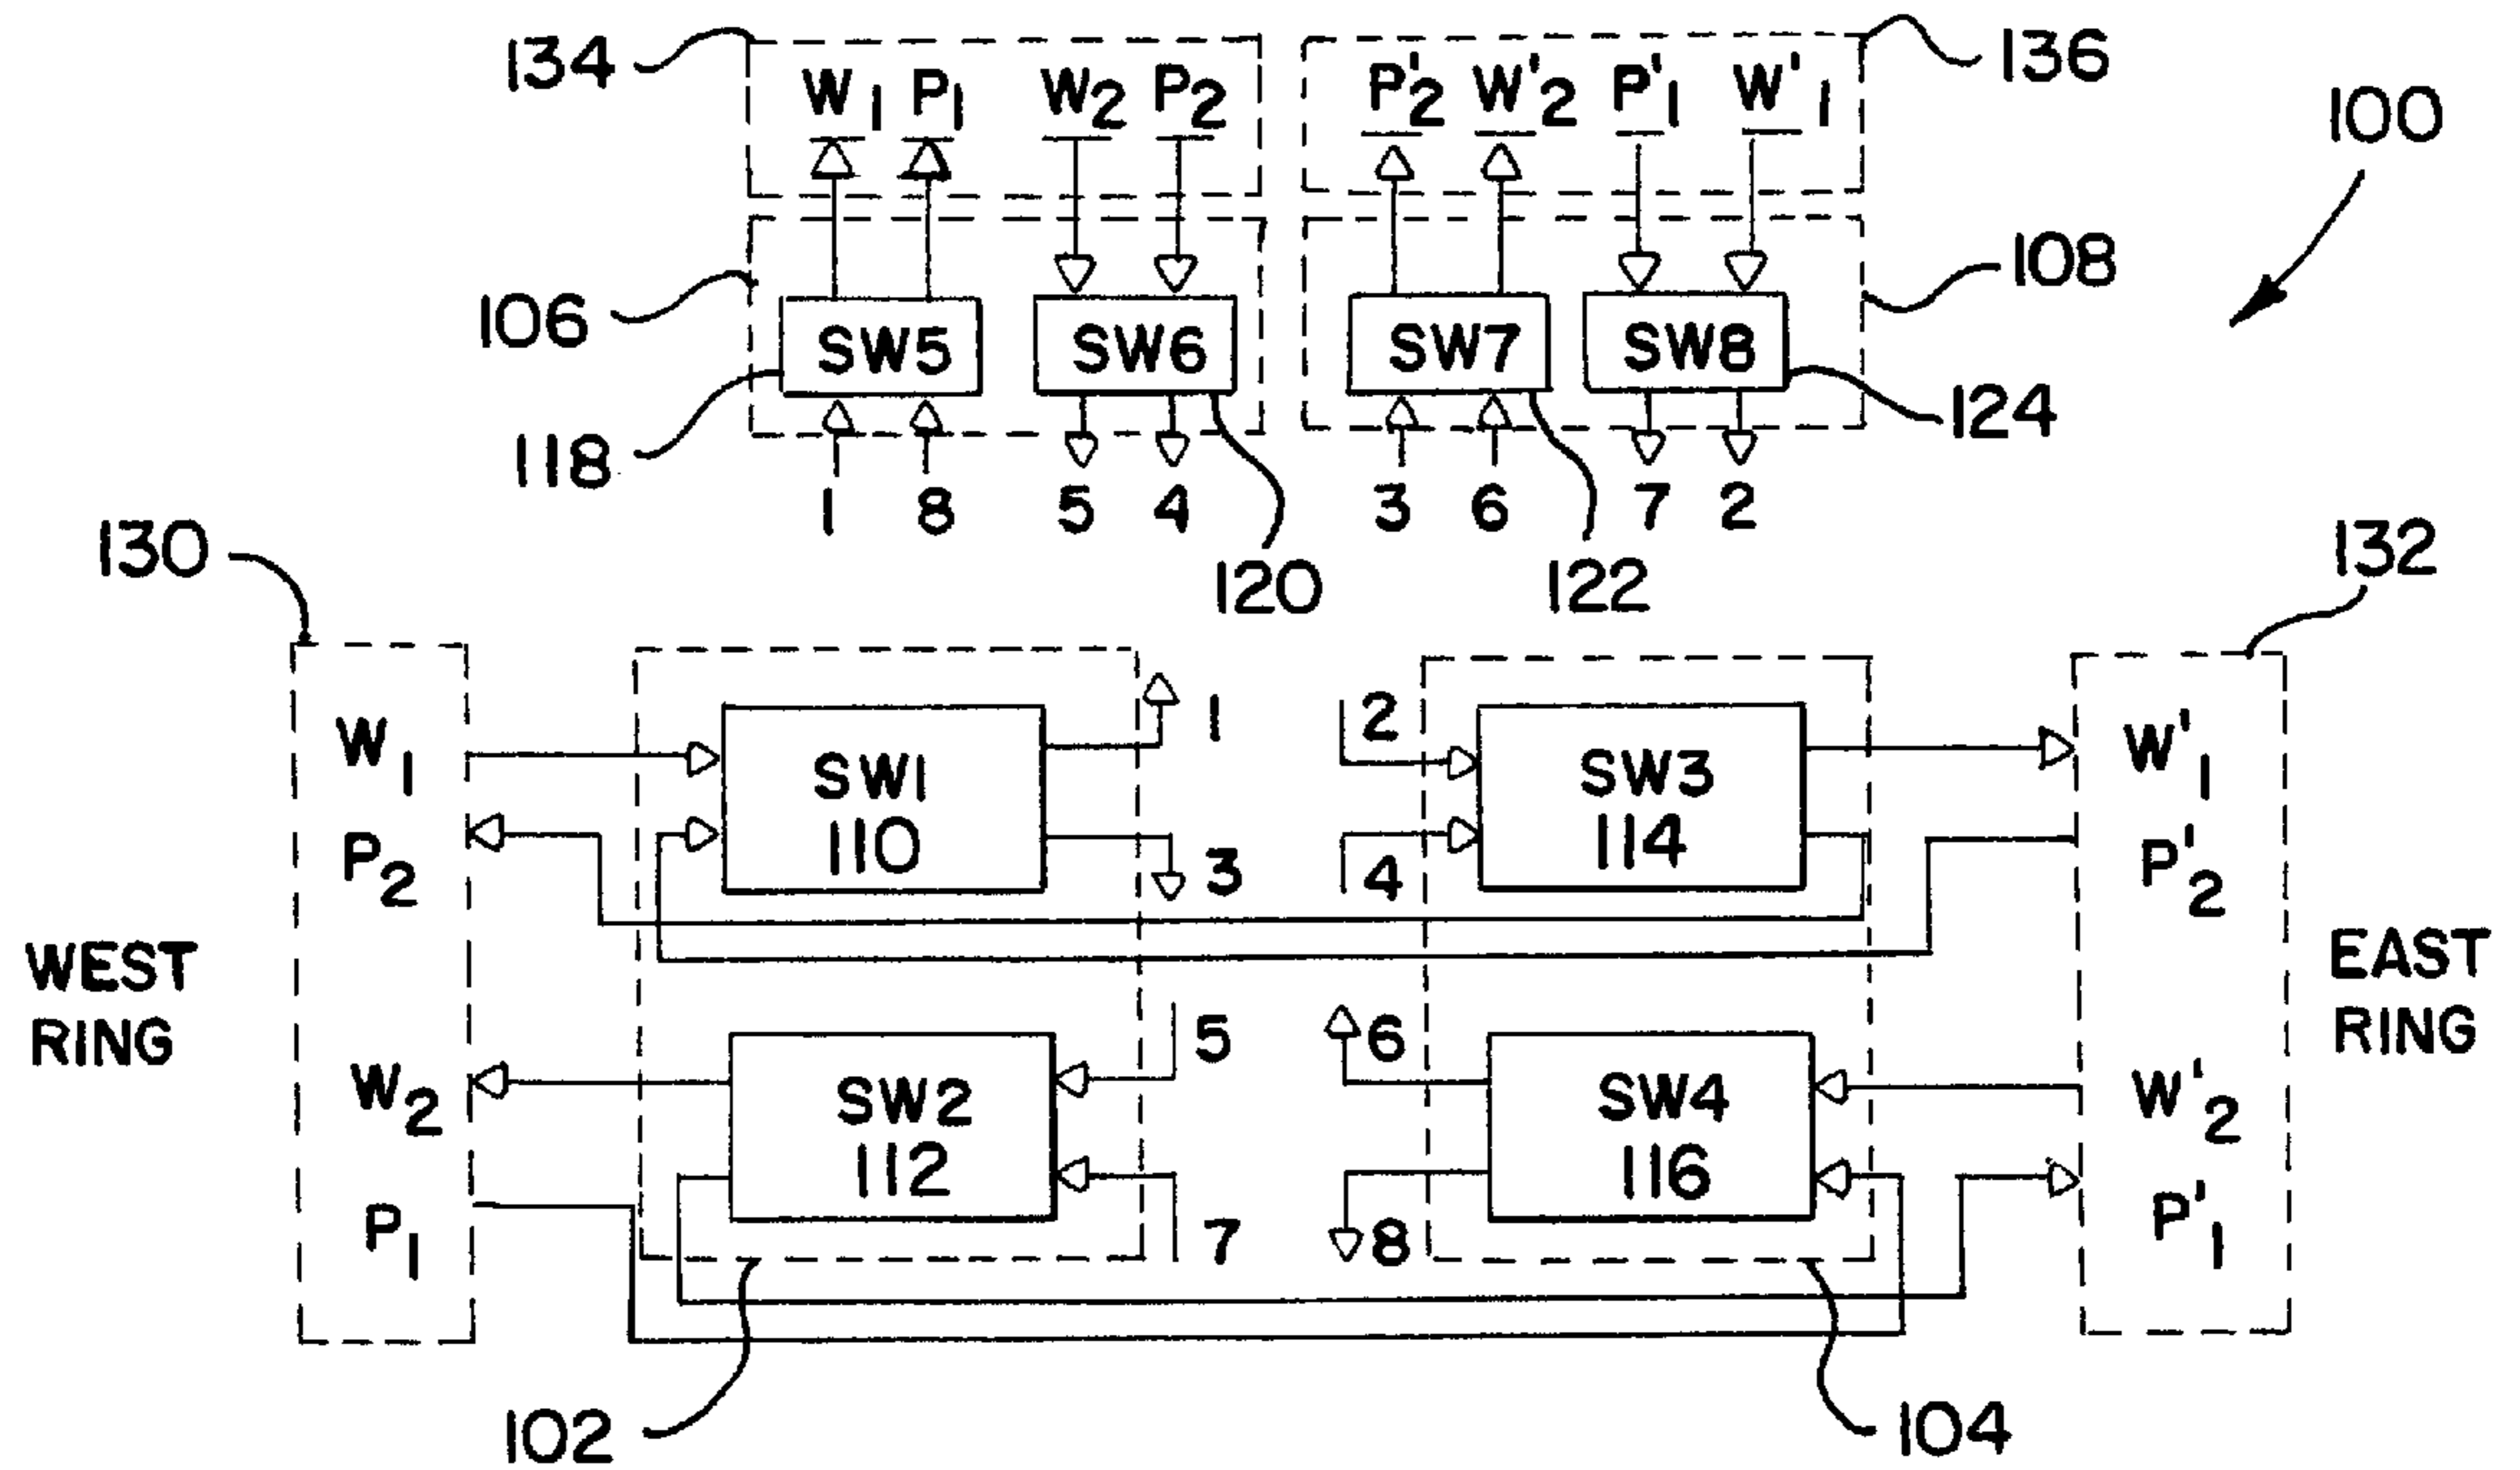 134
W1 P1 W2 P2
P'2 W'2 P'1 W'1
136
100
106
108
SW5
SW6
SW7
SW8
118
124
1 8 5 4 3 6 7 2
120
122
130
132
W1
SW1
110
1
2
SW3
114
W'1
P2
3
4
P'2
WEST
RING
EAST
RING
W2
SW2
112
5
6
SW4
116
W'2
P1
7
8
P'1
102
104